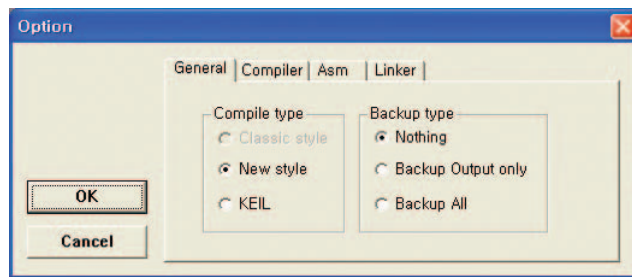 Option
General
Compiler
Asm
Linker
Compile type
Classic style
New style
KEIL
Backup type
Nothing
Backup Output only
Backup All
OK
Cancel